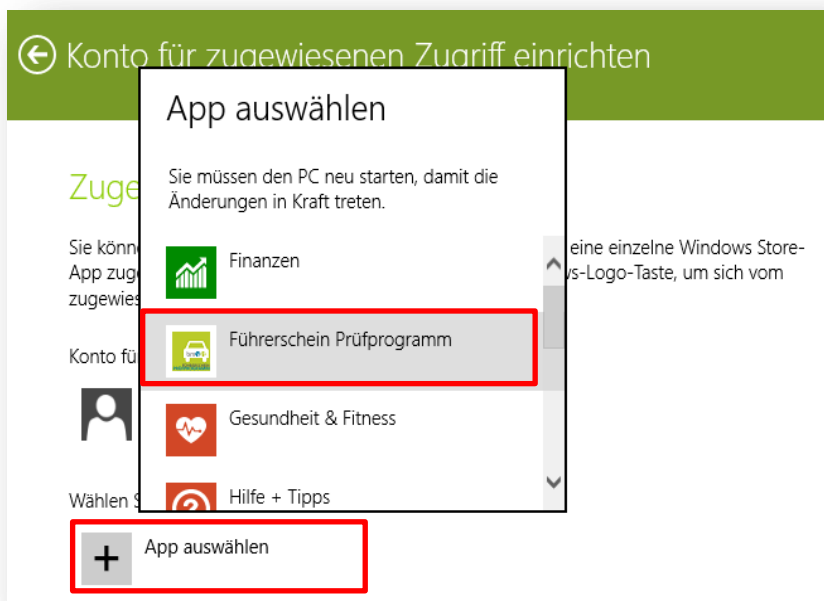 Konto für zugewiesenen Zugriff einrichten
App auswählen
Sie müssen den PC neu starten, damit die
Änderungen in Kraft treten.
Finanzen
Führerschein Prüfprogramm
Gesundheit & Fitness
Hilfe + Tipps
Zuge
Sie könn eine einzelne Windows Store-
App zug s-Logo-Taste, um sich vom
zugewies
Konto fü
Wählen S
App auswählen